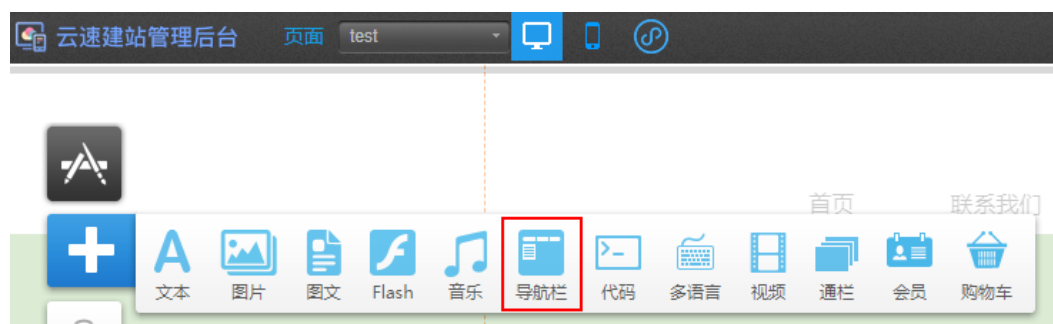 云速建站管理后台 页面 test
首页 联系我们
文本 图片 图文 Flash 音乐 导航栏 代码 多语言 视频 通栏 会员 购物车